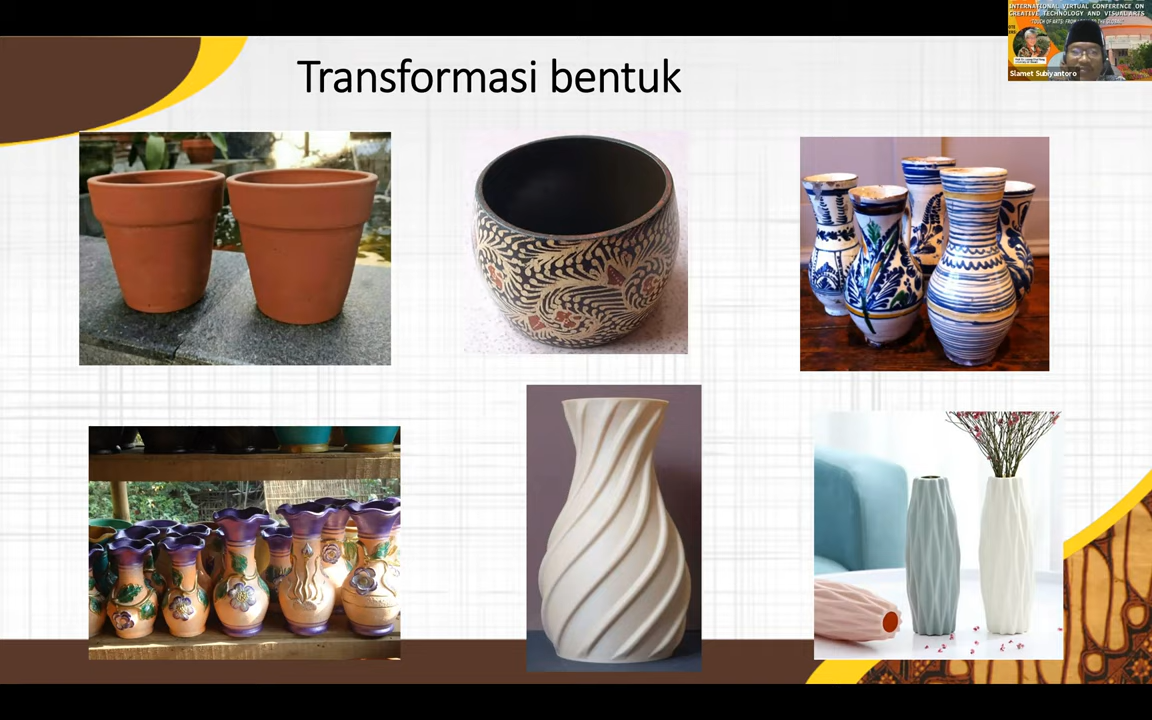 Transformasi bentuk
INTERNATIONAL VIRTUAL CONFERENCE ON
CREATIVE TECHNOLOGY AND VISUAL ARTS
Slamet Subiyantoro